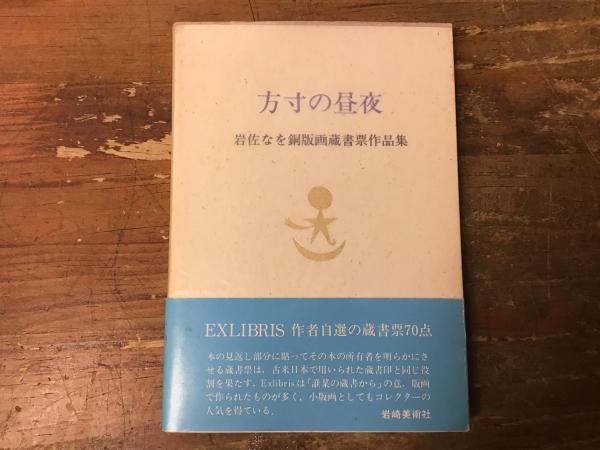 方寸の昼夜
岩佐なを銅版画蔵書票作品集
EXLIBRIS 作者自選の蔵書票70点
本の見返し部分に貼ってその本の所有者を明らかにさ
せる蔵書票は、古来日本で用いられた蔵書印と同じ役
割を果たす。Exlibrisは「誰某の蔵書から」の意。版画
で作られたものが多く、小版画としてもコレクターの
人気を得ている。
岩崎美術社